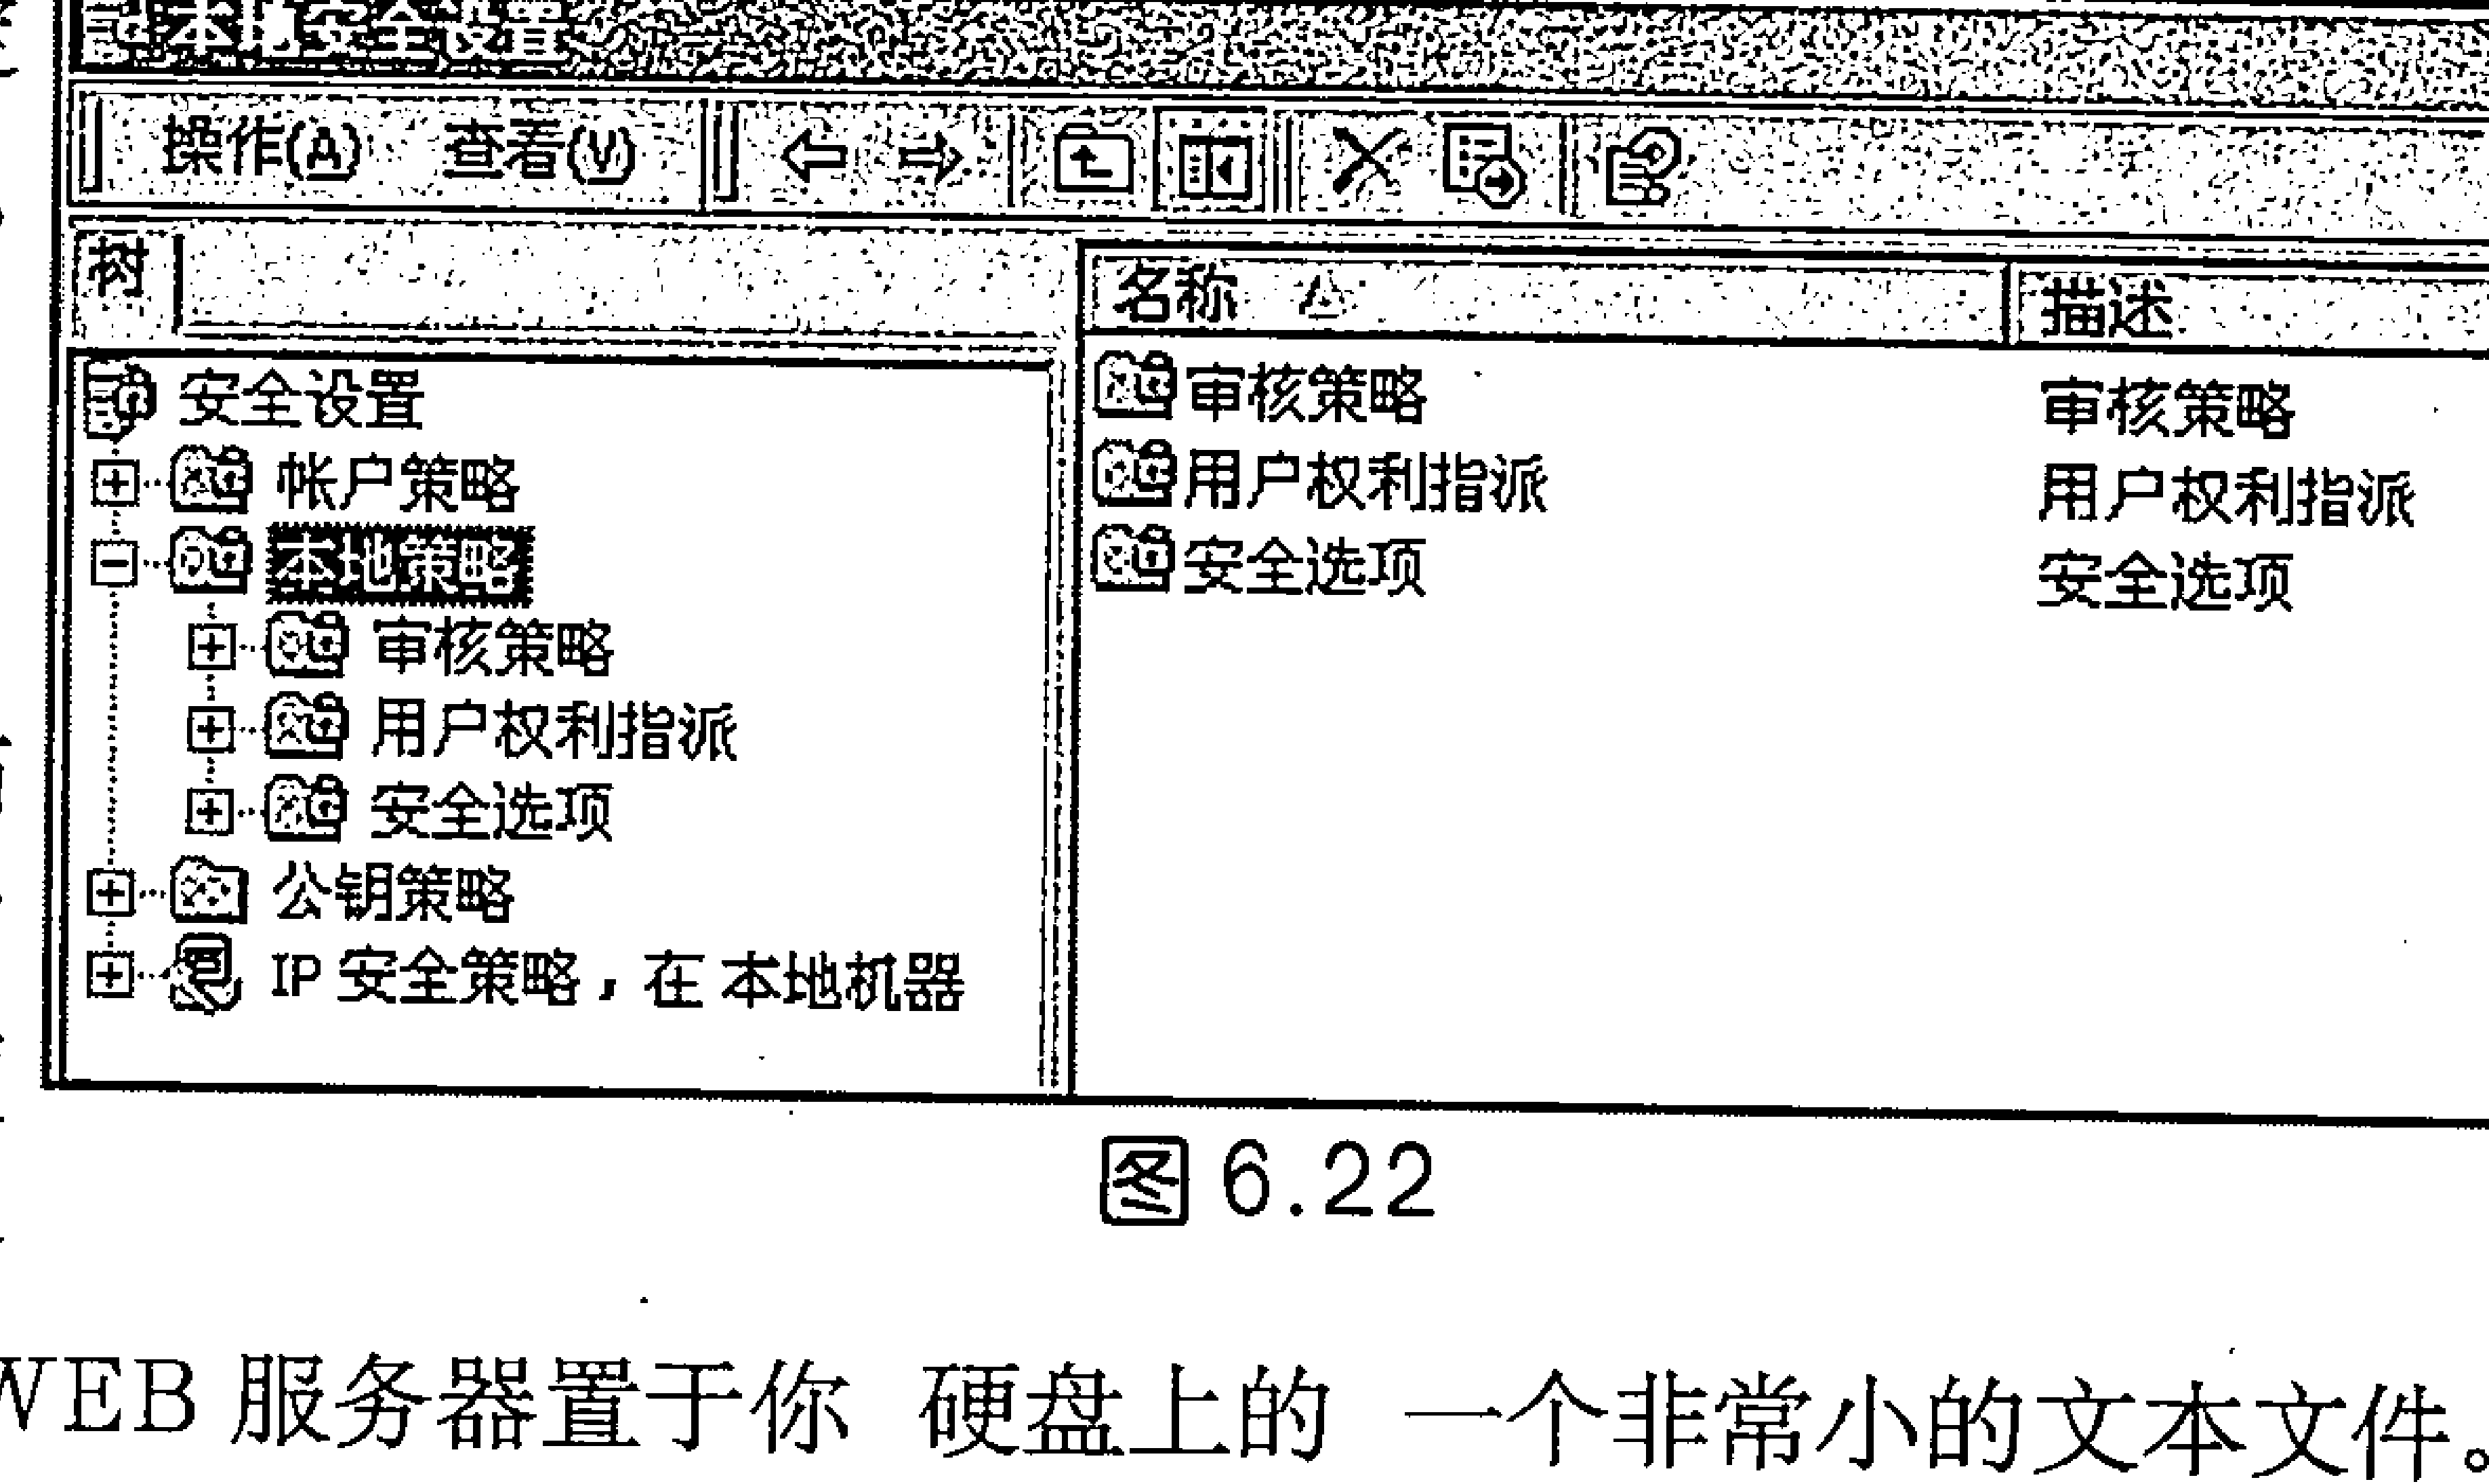 本地安全设置
操作(A) 查看(V)
树
名称 描述
安全设置
帐户策略
本地策略
审核策略
用户权利指派
安全选项
公钥策略
IP 安全策略，在 本地机器
审核策略 审核策略
用户权利指派 用户权利指派
安全选项 安全选项
图 6.22
WEB 服务器置于你 硬盘上的 一个非常小的文本文件。